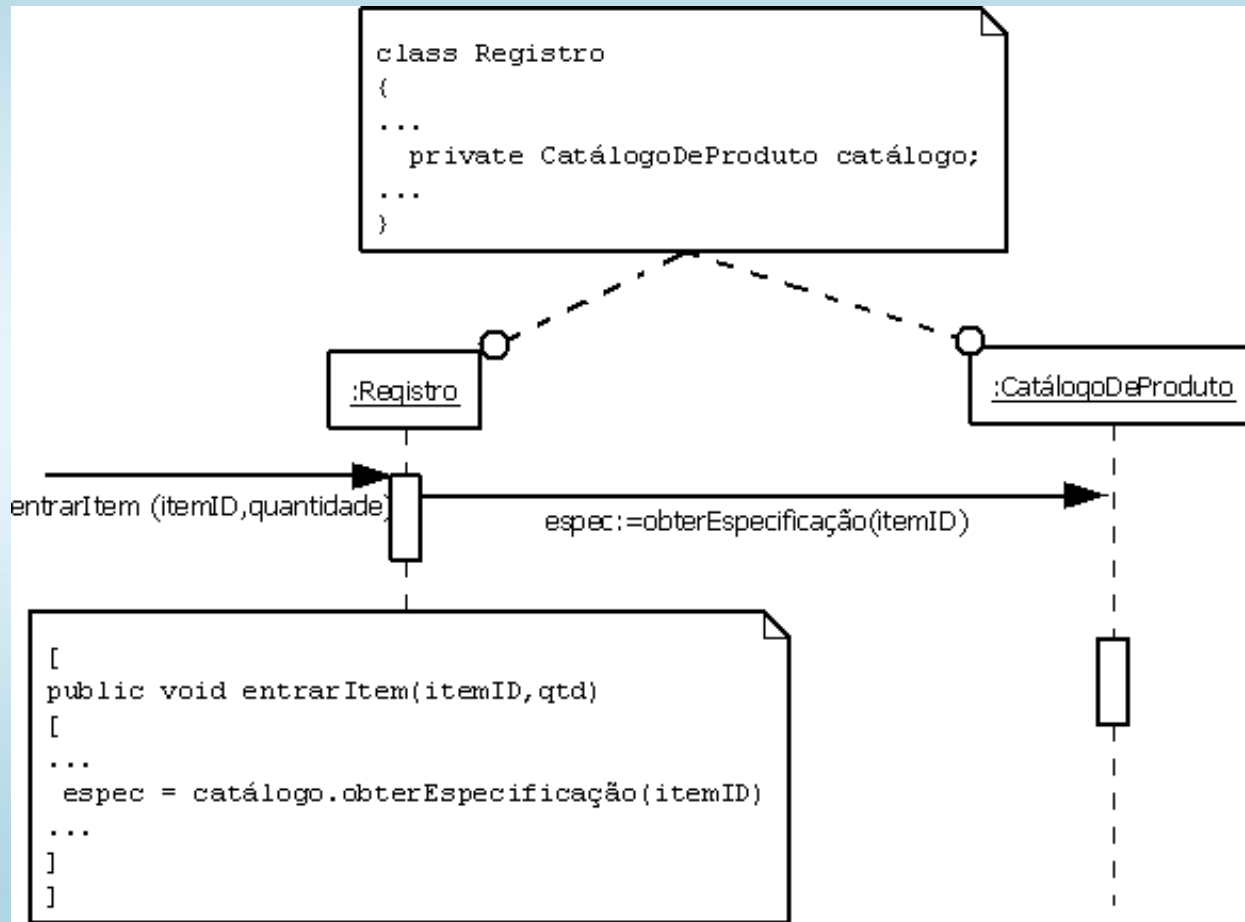 class Registro
{
...
private CatálogoDeProduto catálogo;
...
}
:Registro
:CatálogoDeProduto
entrarItem (itemID,quantidade)
espec:=obterEspecificação(itemID)
[
public void entrarItem(itemID,qtd)
[
...
espec = catálogo.obterEspecificação(itemID)
...
]
]